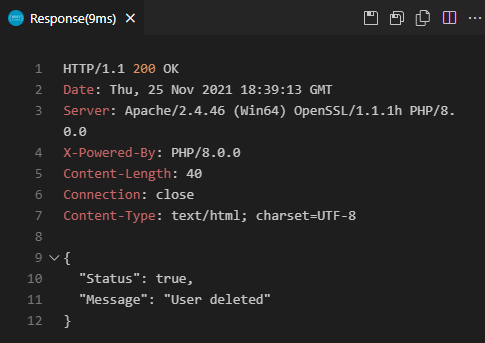 Response(9ms)
1 HTTP/1.1 200 OK
2 Date: Thu, 25 Nov 2021 18:39:13 GMT
3 Server: Apache/2.4.46 (Win64) OpenSSL/1.1.1h PHP/8.
0.0
4 X-Powered-By: PHP/8.0.0
5 Content-Length: 40
6 Connection: close
7 Content-Type: text/html; charset=UTF-8
8
9 {
10 "Status": true,
11 "Message": "User deleted"
12 }